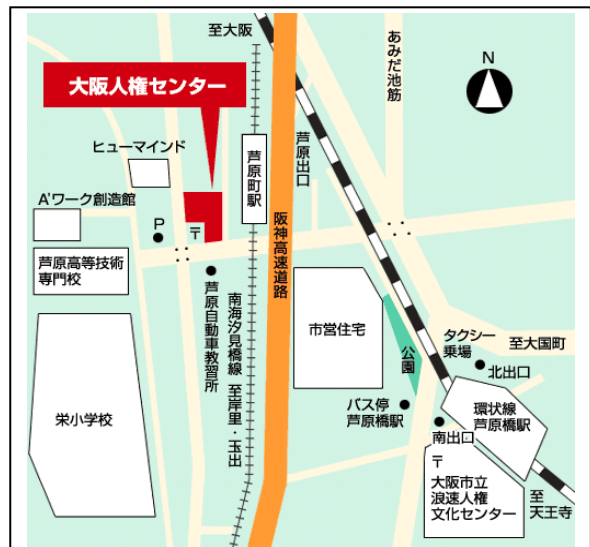 至大阪
あみだ池筋
N
大阪人権センター
芦原出口
ヒューマインド
芦原町駅
A'ワーク創造館
P
〒
阪神高速道路
芦原高等技術
専門校
芦原自動車教習所
南海汐見橋線 至岸里・玉出
市営住宅
公園
タクシー
乗場
至大国町
北出口
バス停
芦原橋駅
環状線
芦原橋駅
南出口
栄小学校
〒
大阪市立
浪速人権
文化センター
至
天王寺